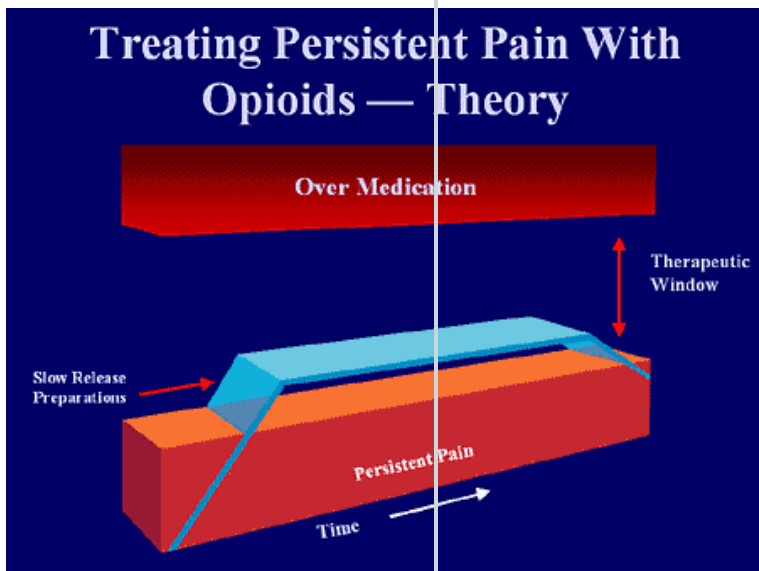 Treating Persistent Pain With
Opioids — Theory
Over Medication
Therapeutic
Window
Slow Release
Preparations
Persistent Pain
Time